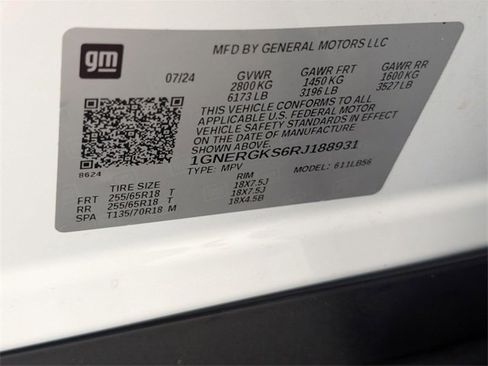 gm
MFD BY GENERAL MOTORS LLC
07/24 GVWR GAWR FRT GAWR RR
2800 KG 1450 KG 1600 KG
6173 LB 3196 LB 3527 LB
THIS VEHICLE CONFORMS TO ALL
APPLICABLE U.S. FEDERAL MOTOR
VEHICLE SAFETY STANDARDS IN
EFFECT ON THE DATE OF
MANUFACTURE SHOWN ABOVE.
1GNERGKS6RJ188931
8624
TYPE: MPV MODEL: 611LB56
TIRE SIZE RIM
FRT 255/65R18 T 18X7.5J
RR 255/65R18 T 18X7.5J
SPA T135/70R18 M 18X4.5B